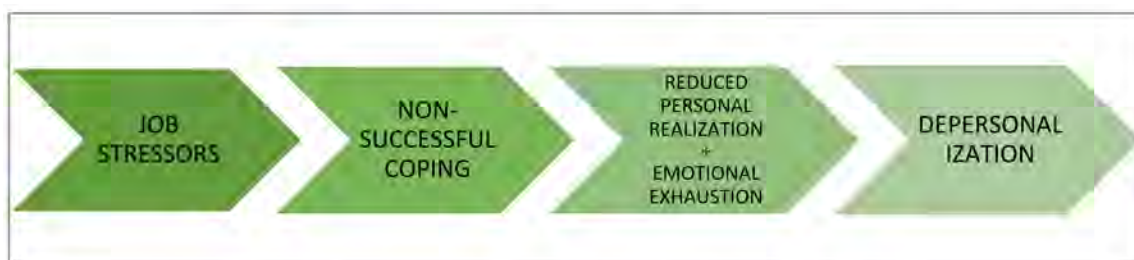 JOB
STRESSORS
NON-
SUCCESSFUL
COPING
REDUCED
PERSONAL
REALIZATION
+
EMOTIONAL
EXHAUSTION
DEPERSONAL
IZATION